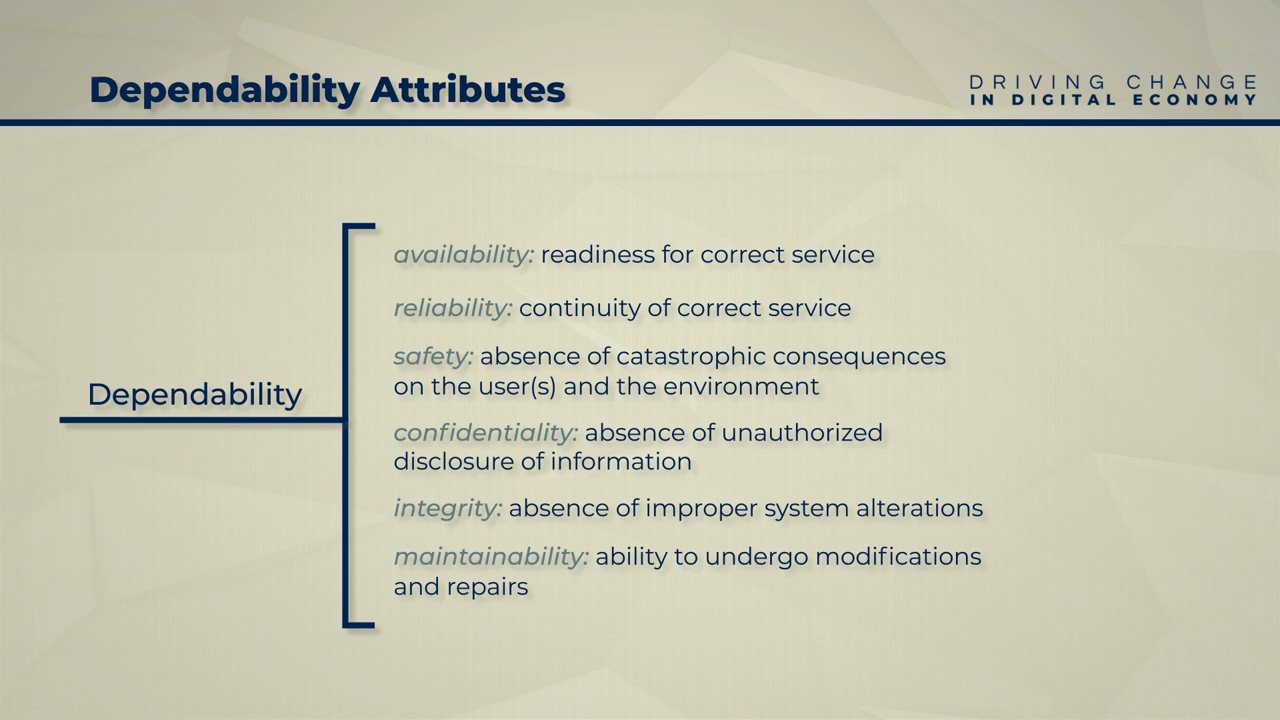 Dependability Attributes
DRIVING CHANGE
IN DIGITAL ECONOMY
Dependability
availability: readiness for correct service
reliability: continuity of correct service
safety: absence of catastrophic consequences
on the user(s) and the environment
confidentiality: absence of unauthorized
disclosure of information
integrity: absence of improper system alterations
maintainability: ability to undergo modifications
and repairs